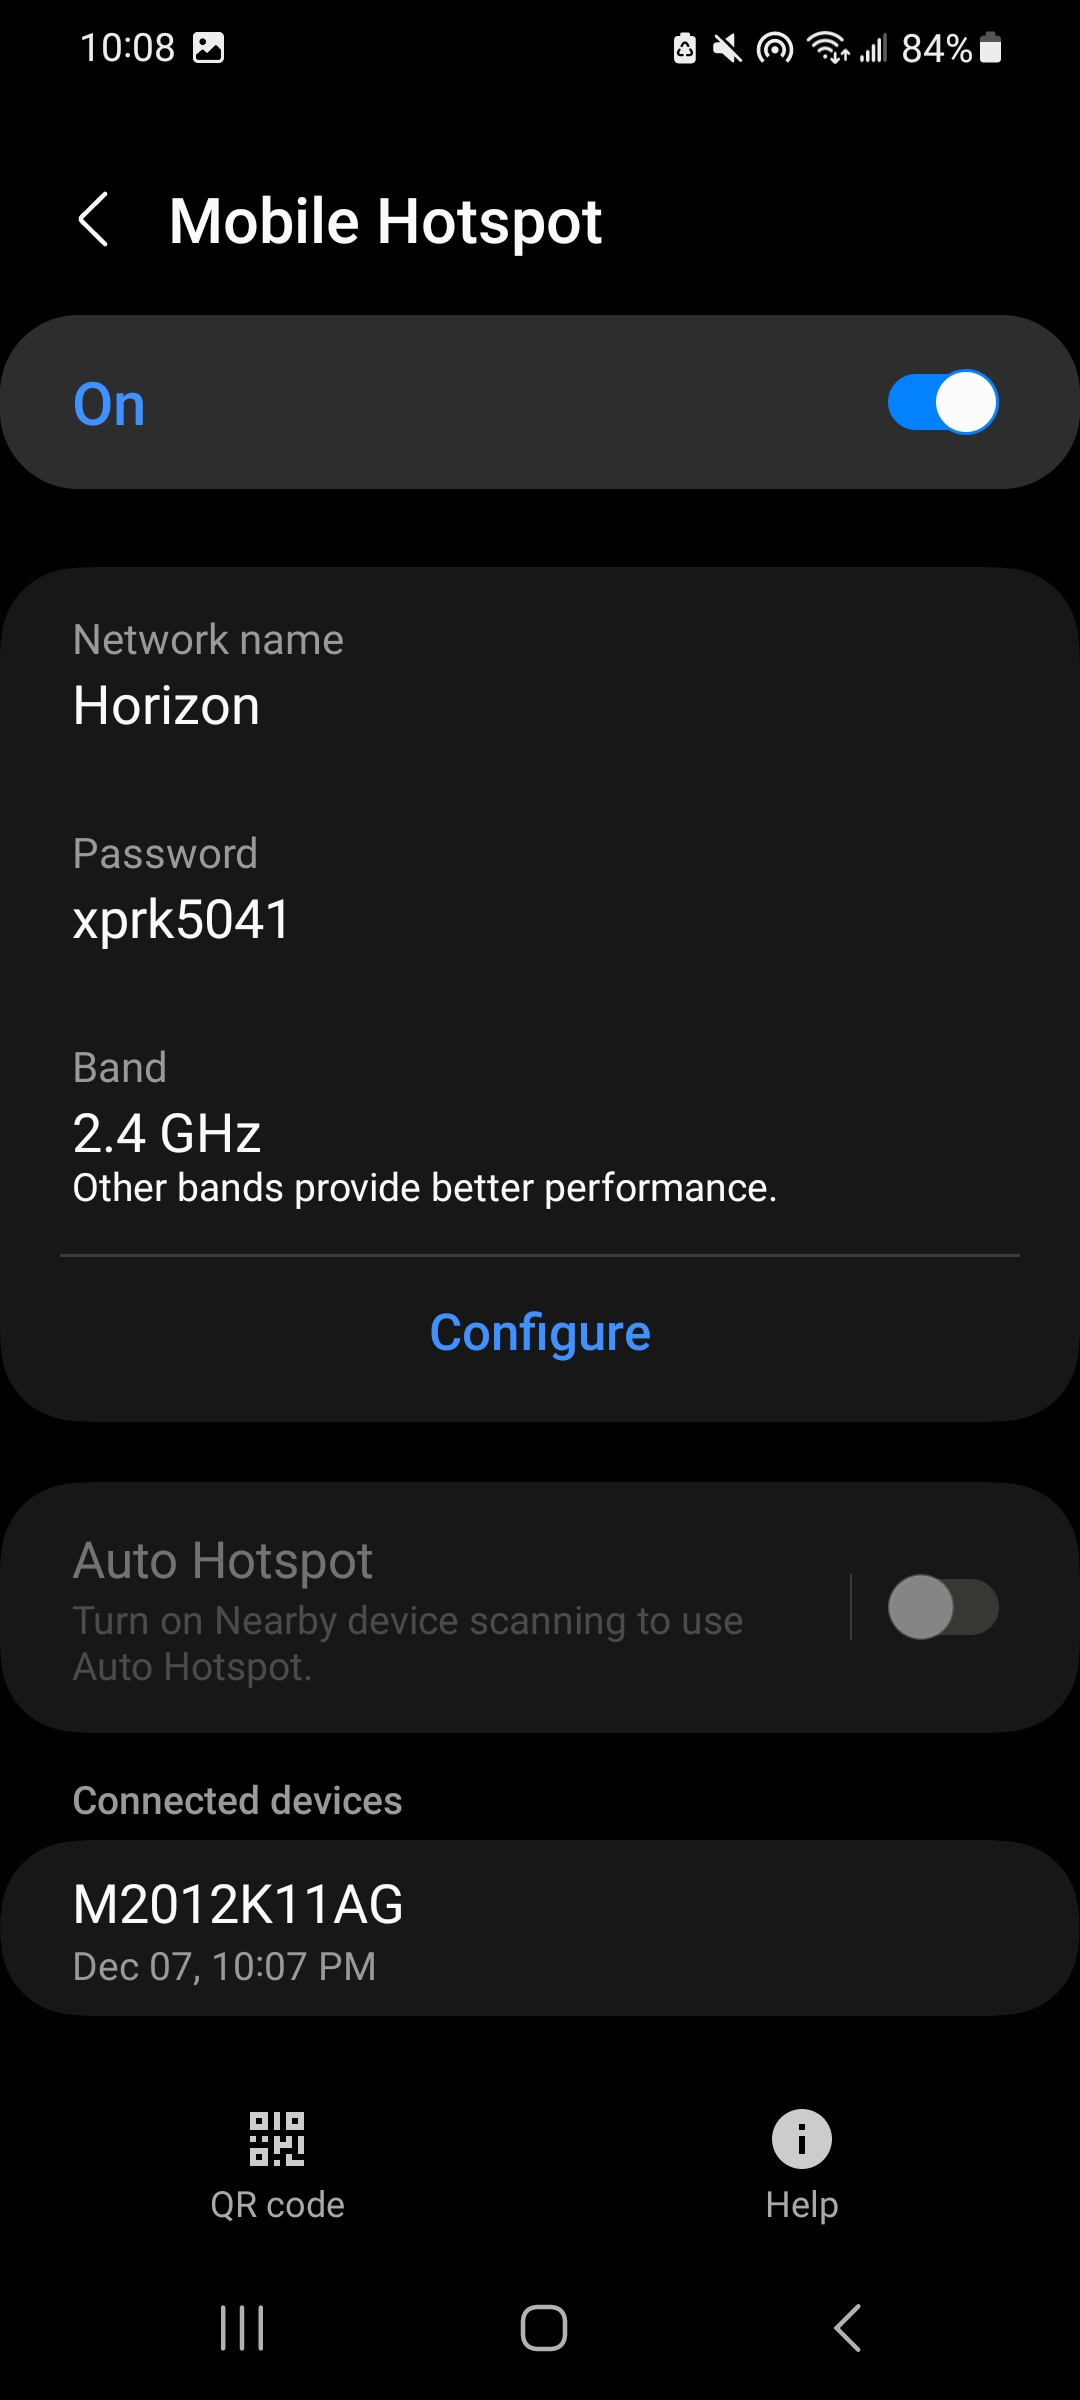 10:08
84%
Mobile Hotspot
On
Network name
Horizon
Password
xprk5041
Band
2.4 GHz
Other bands provide better performance.
Configure
Auto Hotspot
Turn on Nearby device scanning to use
Auto Hotspot.
Connected devices
M2012K11AG
Dec 07, 10:07 PM
QR code
Help